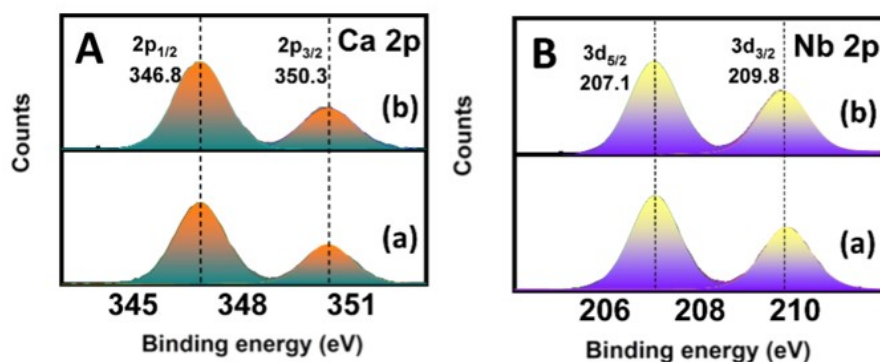 A
2p1/2
346.8
2p3/2
350.3
Ca 2p
(b)
(a)
Counts
345 348 351
Binding energy (eV)
B
3d5/2
207.1
3d3/2
209.8
Nb 2p
(b)
(a)
Counts
206 208 210
Binding energy (eV)